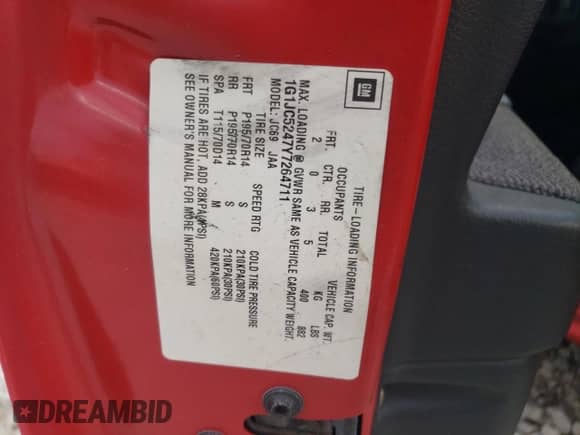 GM
TIRE-LOADING INFORMATION
OCCUPANTS VEHICLE CAP. WT.
FRT. CTR. RR. TOTAL KG LBS
2 0 3 5 400 882
MAX. LOADING @ GVWR SAME AS VEHICLE CAPACITY WEIGHT.
1G1JC5247Y7264711
MODEL: JC69 JAA
TIRE SIZE SPEED RTG COLD TIRE PRESSURE
FRT P195/70R14 S 210KPA(30PSI)
RR P195/70R14 S 210KPA(30PSI)
SPA T115/70D14 M 420KPA(60PSI)
IF TIRES ARE HOT, ADD 28KPA(4PSI)
SEE OWNER'S MANUAL FOR MORE INFORMATION
DREAMBID